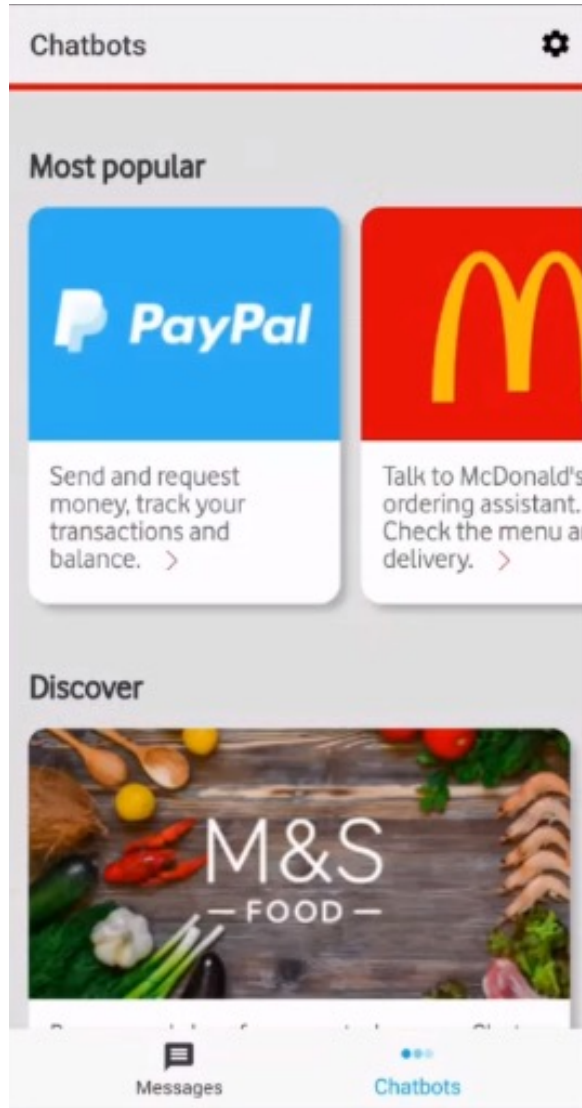 Chatbots
Most popular
PayPal
Send and request
money, track your
transactions and
balance. >
Talk to McDonald's
ordering assistant.
Check the menu
delivery. >
Discover
M&S
— FOOD —
Messages
Chatbots